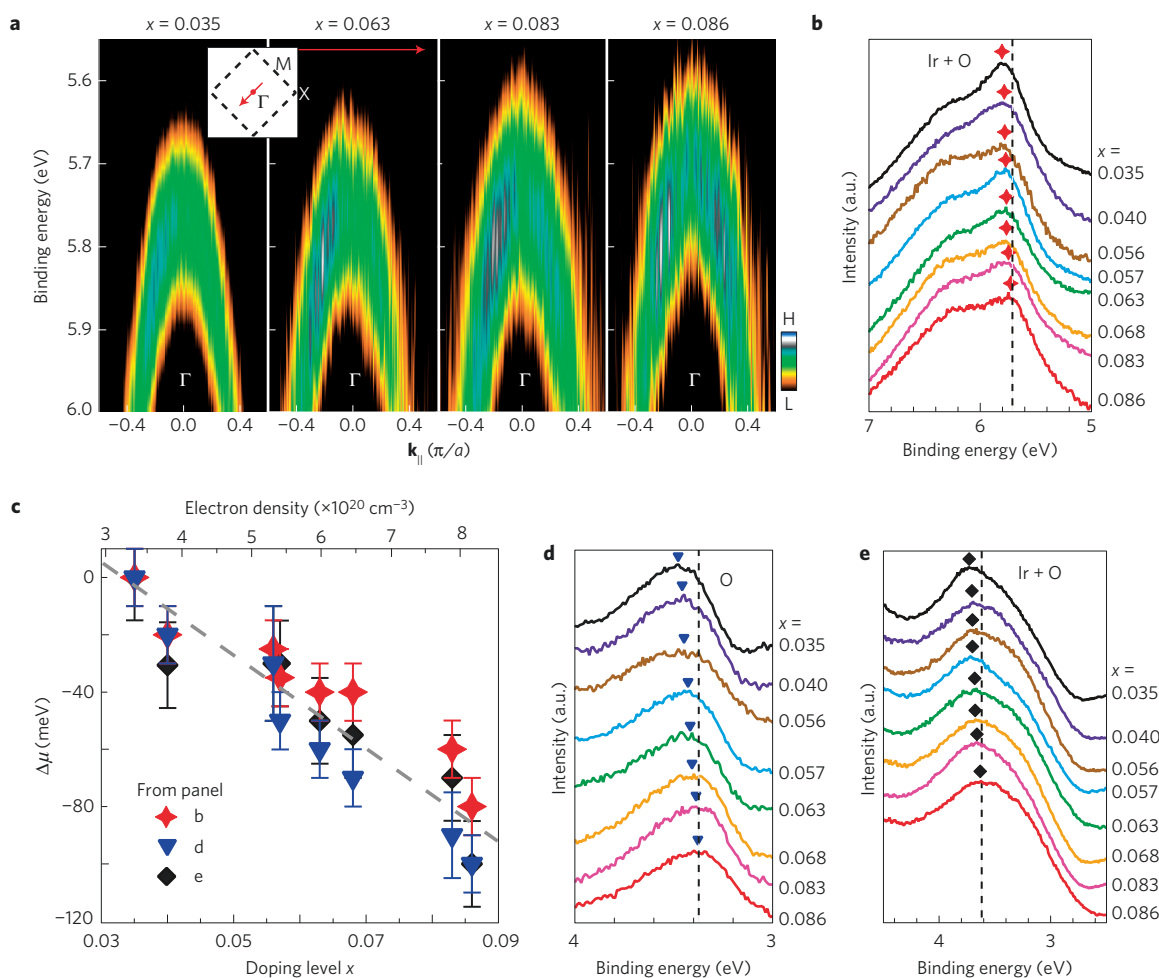 a
x = 0.035
x = 0.063
x = 0.083
x = 0.086
M
X
Γ
5.6
5.7
5.8
5.9
6.0
Binding energy (eV)
Γ
Γ
Γ
Γ
H
L
−0.4
0.0
0.4
−0.4
0.0
0.4
−0.4
0.0
0.4
−0.4
0.0
0.4
k|| (π/a)
b
Ir + O
x =
0.035
0.040
0.056
0.057
0.063
0.068
0.083
0.086
Intensity (a.u.)
7
6
5
Binding energy (eV)
c
Electron density (×10²⁰ cm⁻³)
3
4
5
6
7
8
0
−40
−80
−120
Δμ (meV)
From panel
b
d
e
0.03
0.05
0.07
0.09
Doping level x
d
O
x =
0.035
0.040
0.056
0.057
0.063
0.068
0.083
0.086
Intensity (a.u.)
4
3
Binding energy (eV)
e
Ir + O
x =
0.035
0.040
0.056
0.057
0.063
0.068
0.083
0.086
Intensity (a.u.)
4
3
Binding energy (eV)